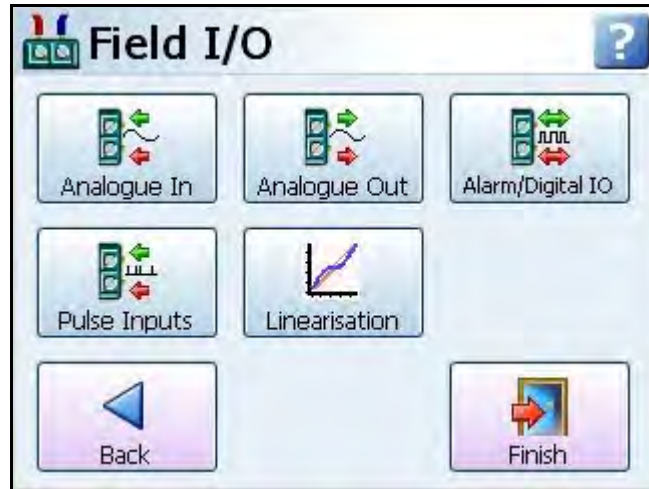 Field I/O
?
Analogue In
Analogue Out
Alarm/Digital IO
Pulse Inputs
Linearisation
Back
Finish